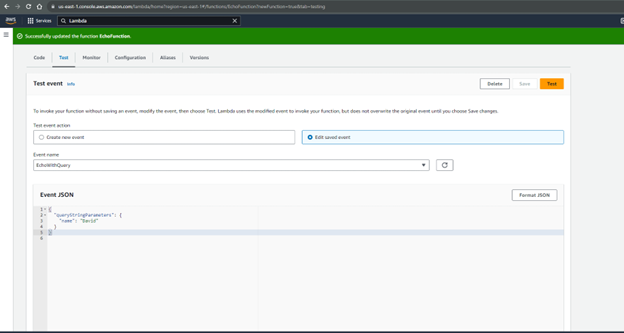 us-east-1.console.aws.amazon.com/lambda/home?region=us-east-1#/functions/EchoFunction?newFunction=true&tab=testing
aws Services Lambda
Successfully updated the function EchoFunction.
Code Test Monitor Configuration Aliases Versions
Test event Info Delete Save Test
To invoke your function without saving an event, modify the event, then choose Test. Lambda uses the modified event to invoke your function, but does not overwrite the original event until you choose Save changes.
Test event action
Create new event Edit saved event
Event name
EchoWithQuery
Event JSON Format JSON
1 {
2 "queryStringParameters": {
3 "name": "David"
4 }
5 }
6